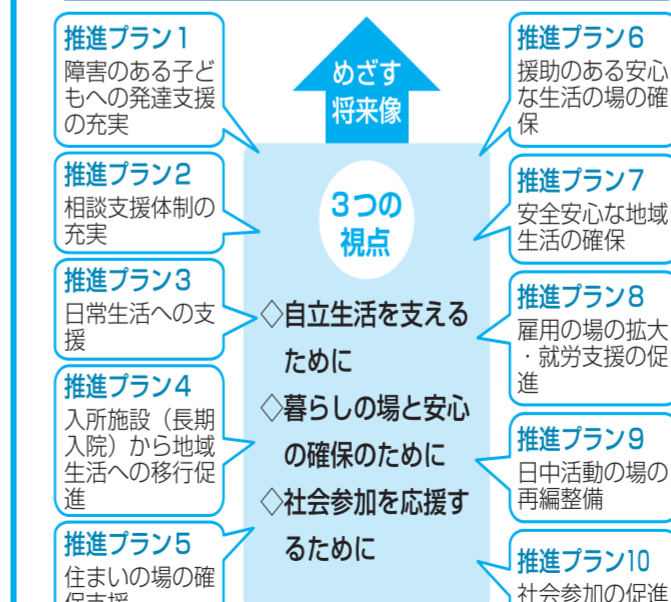 推進プラン1
障害のある子ど
もへの発達支援
の充実
推進プラン2
相談支援体制の
充実
推進プラン3
日常生活への支
援
推進プラン4
入所施設（長期
入院）から地域
生活への移行促
進
推進プラン5
住まいの場の確
保支援
めざす
将来像
3つの
視点
◇自立生活を支える
ために
◇暮らしの場と安心
の確保のために
◇社会参加を応援す
るために
推進プラン6
援助のある安心
な生活の場の確
保
推進プラン7
安全安心な地域
生活の確保
推進プラン8
雇用の場の拡大
・就労支援の促
進
推進プラン9
日中活動の場の
再編整備
推進プラン10
社会参加の促進